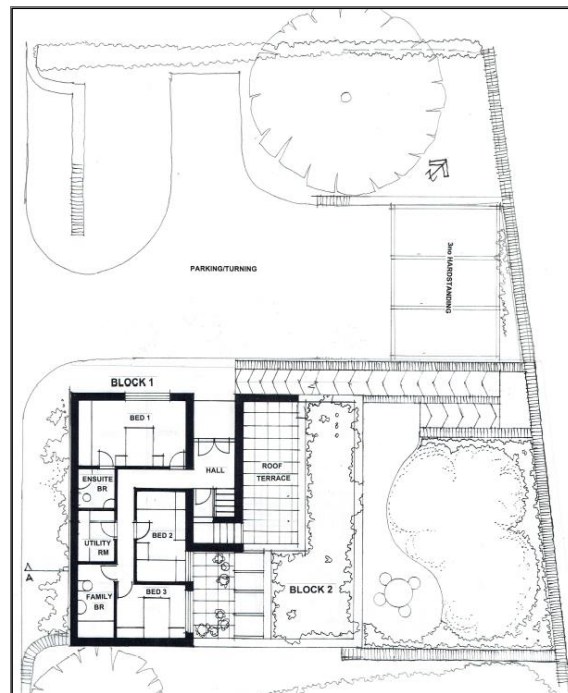 PARKING/TURNING
3no HARDSTANDING
BLOCK 1
BED 1
HALL
ROOF
TERRACE
ENSUITE
BR
BED 2
UTILITY
RM
BLOCK 2
FAMILY
BR
BED 3
A